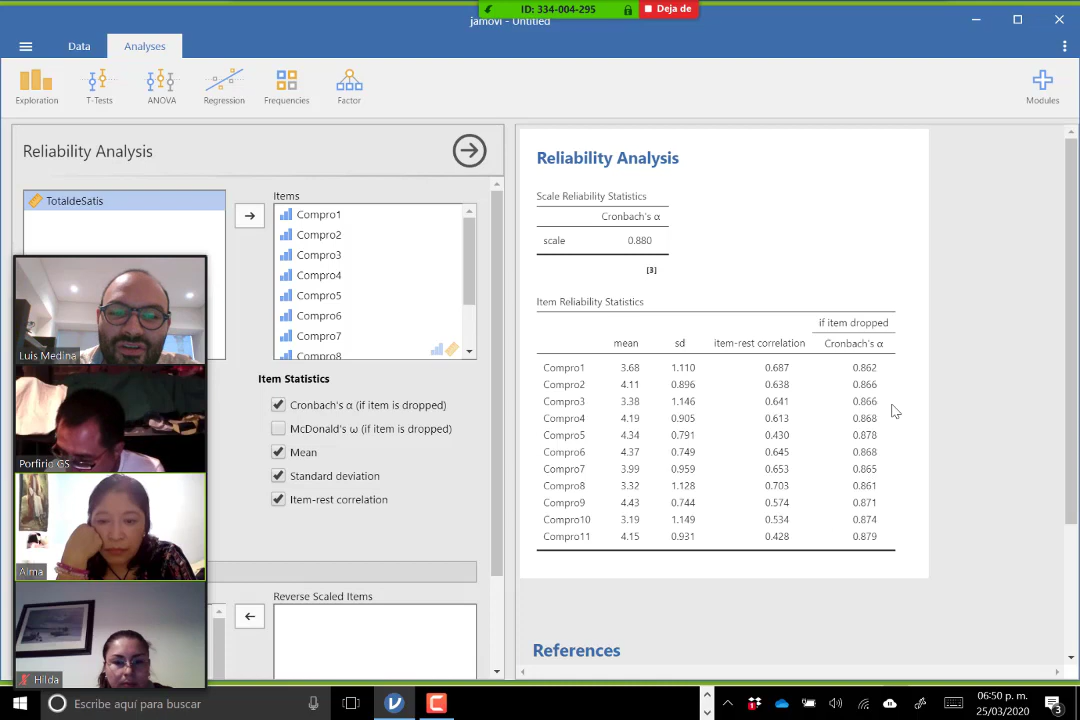 ID: 334-004-295
Deja de
jamovi - Untitled
Data
Analyses
Exploration
T-Tests
ANOVA
Regression
Frequencies
Factor
Modules
Reliability Analysis
TotaldeSatis
Items
Compro1
Compro2
Compro3
Compro4
Compro5
Compro6
Compro7
Compro8
Luis Medina
Porfirio GS
Alma
Hilda
Item Statistics
Cronbach's α (if item is dropped)
McDonald's ω (if item is dropped)
Mean
Standard deviation
Item-rest correlation
Reverse Scaled Items
Reliability Analysis
Scale Reliability Statistics
Cronbach's α
scale 0.880
[3]
Item Reliability Statistics
if item dropped
mean sd item-rest correlation Cronbach's α
Compro1 3.68 1.110 0.687 0.862
Compro2 4.11 0.896 0.638 0.866
Compro3 3.38 1.146 0.641 0.866
Compro4 4.19 0.905 0.613 0.868
Compro5 4.34 0.791 0.430 0.878
Compro6 4.37 0.749 0.645 0.868
Compro7 3.99 0.959 0.653 0.865
Compro8 3.32 1.128 0.703 0.861
Compro9 4.43 0.744 0.574 0.871
Compro10 3.19 1.149 0.534 0.874
Compro11 4.15 0.931 0.428 0.879
References
Escribe aquí para buscar
06:50 p. m.
25/03/2020
3